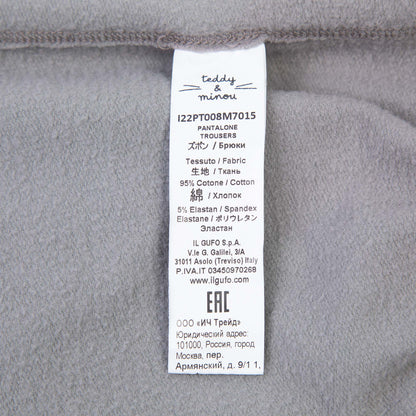 teddy
&
minou
I22PT008M7015
PANTALONE
TROUSERS
ズボン / Брюки
Tessuto / Fabric
生地 / Ткань
95% Cotone / Cotton
綿 / Хлопок
5% Elastan / Spandex
Elastane / ポリウレタン
Эластан
IL GUFO S.p.A.
V.le G. Galilei, 3/A
31011 Asolo (Treviso) Italy
P.IVA.IT 03450970268
www.ilgufo.com
EAC
ООО «ИЧ Трейд»
Юридический адрес:
101000, Россия, город
Москва, пер.
Армянский, д. 9/1 1,